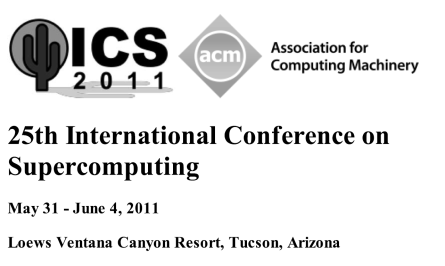 ICS
2011
acm
Association for
Computing Machinery
25th International Conference on
Supercomputing
May 31 - June 4, 2011
Loews Ventana Canyon Resort, Tucson, Arizona